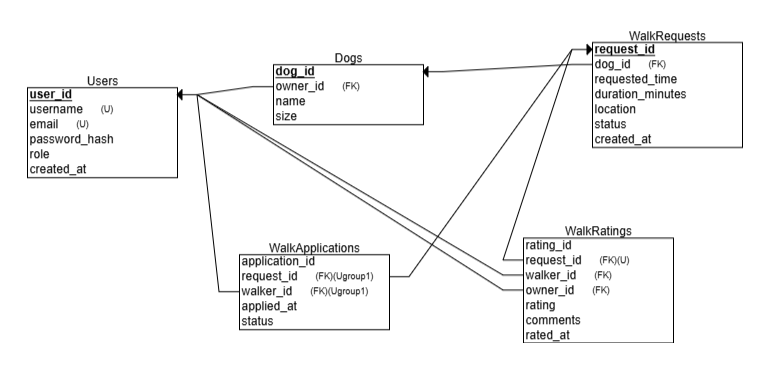 Users
user_id
username (U)
email (U)
password_hash
role
created_at
Dogs
dog_id
owner_id (FK)
name
size
WalkRequests
request_id
dog_id (FK)
requested_time
duration_minutes
location
status
created_at
WalkApplications
application_id
request_id (FK)(Ugroup1)
walker_id (FK)(Ugroup1)
applied_at
status
WalkRatings
rating_id
request_id (FK)(U)
walker_id (FK)
owner_id (FK)
rating
comments
rated_at